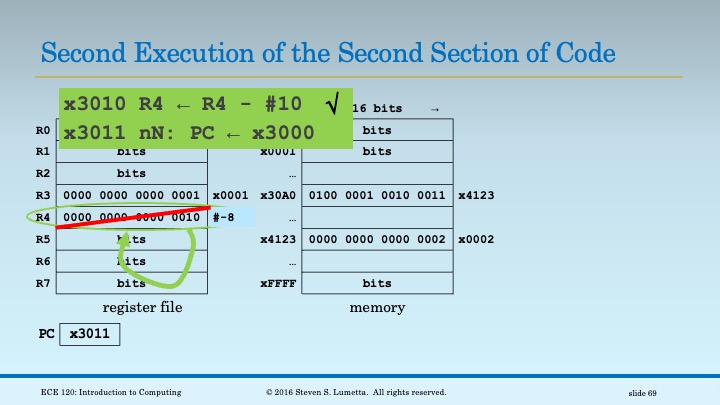 Second Execution of the Second Section of Code
x3010 R4 ← R4 - #10 √
x3011 nN: PC ← x3000
16 bits →
R0 bits
R1 bits x0001 bits
R2 bits …
R3 0000 0000 0000 0001 x0001 x30A0 0100 0001 0010 0011 x4123
R4 0000 0000 0000 0010 #-8 …
R5 bits x4123 0000 0000 0000 0002 x0002
R6 bits …
R7 bits xFFFF bits
register file memory
PC x3011
ECE 120: Introduction to Computing © 2016 Steven S. Lumetta. All rights reserved. slide 69